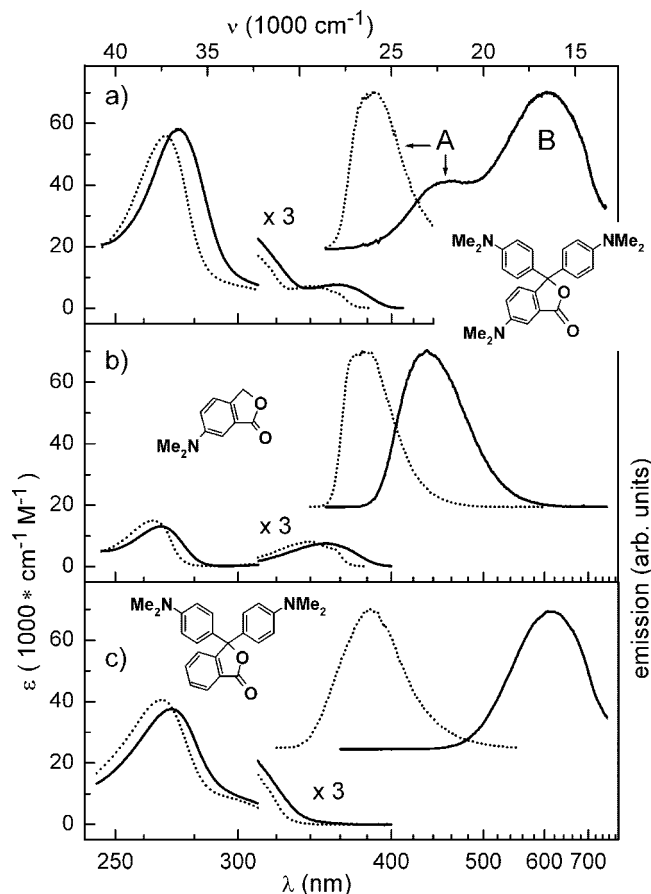 ν (1000 cm⁻¹)
40 35 25 20 15
a)
A
B
60
40
x 3
20
0
NMe₂
Me₂N
O
O
Me₂N
b)
60
O
40
O
Me₂N
20
x 3
0
Me₂N
NMe₂
c)
60
O
O
40
20
x 3
0
ε ( 1000 * cm⁻¹ M⁻¹ )
emission (arb. units)
250 300 400 500 600 700
λ (nm)